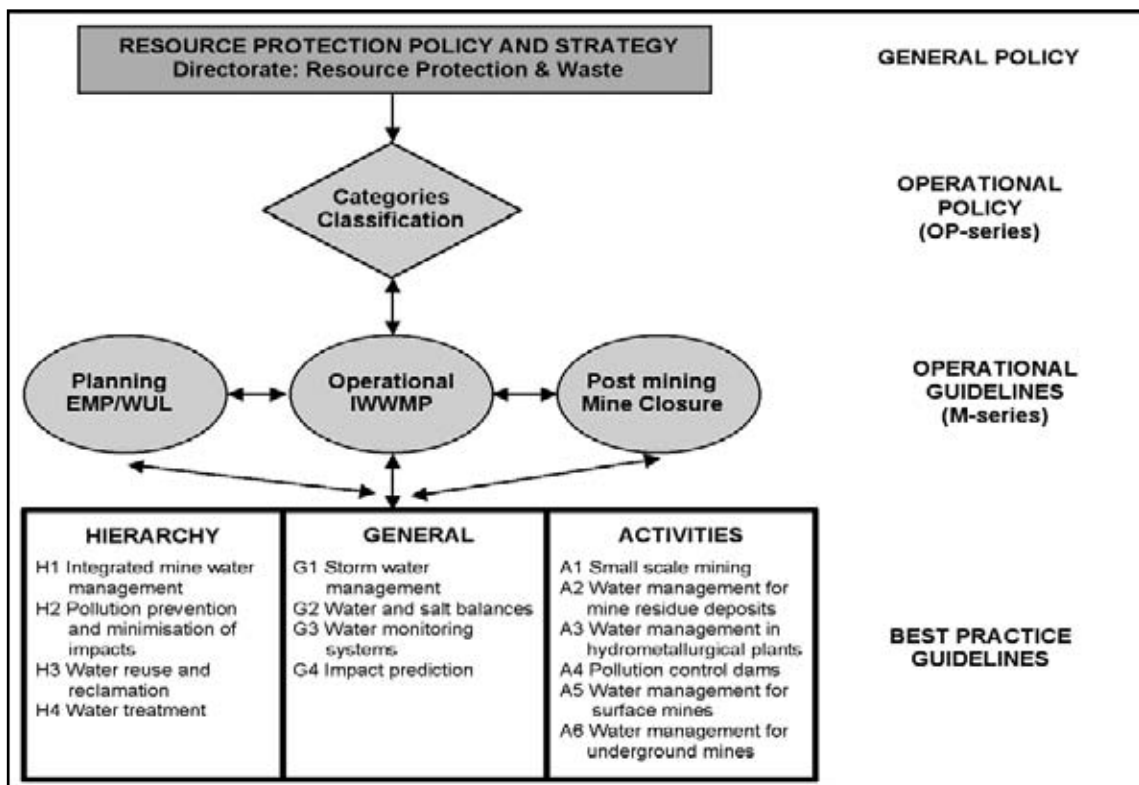 RESOURCE PROTECTION POLICY AND STRATEGY
Directorate: Resource Protection & Waste
GENERAL POLICY
Categories
Classification
OPERATIONAL
POLICY
(OP-series)
Planning
EMP/WUL
Operational
IWWMP
Post mining
Mine Closure
OPERATIONAL
GUIDELINES
(M-series)
HIERARCHY
H1 Integrated mine water
management
H2 Pollution prevention
and minimisation of
impacts
H3 Water reuse and
reclamation
H4 Water treatment
GENERAL
G1 Storm water
management
G2 Water and salt balances
G3 Water monitoring
systems
G4 Impact prediction
ACTIVITIES
A1 Small scale mining
A2 Water management for
mine residue deposits
A3 Water management in
hydrometallurgical plants
A4 Pollution control dams
A5 Water management for
surface mines
A6 Water management for
underground mines
BEST PRACTICE
GUIDELINES